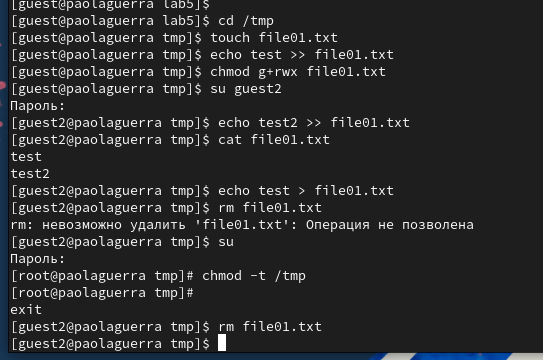 [guest@paolaguerra lab5]$
[guest@paolaguerra lab5]$ cd /tmp
[guest@paolaguerra tmp]$ touch file01.txt
[guest@paolaguerra tmp]$ echo test >> file01.txt
[guest@paolaguerra tmp]$ chmod g+rwx file01.txt
[guest@paolaguerra tmp]$ su guest2
Пароль:
[guest2@paolaguerra tmp]$ echo test2 >> file01.txt
[guest2@paolaguerra tmp]$ cat file01.txt
test
test2
[guest2@paolaguerra tmp]$ echo test > file01.txt
[guest2@paolaguerra tmp]$ rm file01.txt
rm: невозможно удалить 'file01.txt': Операция не позволена
[guest2@paolaguerra tmp]$ su
Пароль:
[root@paolaguerra tmp]# chmod -t /tmp
[root@paolaguerra tmp]#
exit
[guest2@paolaguerra tmp]$ rm file01.txt
[guest2@paolaguerra tmp]$